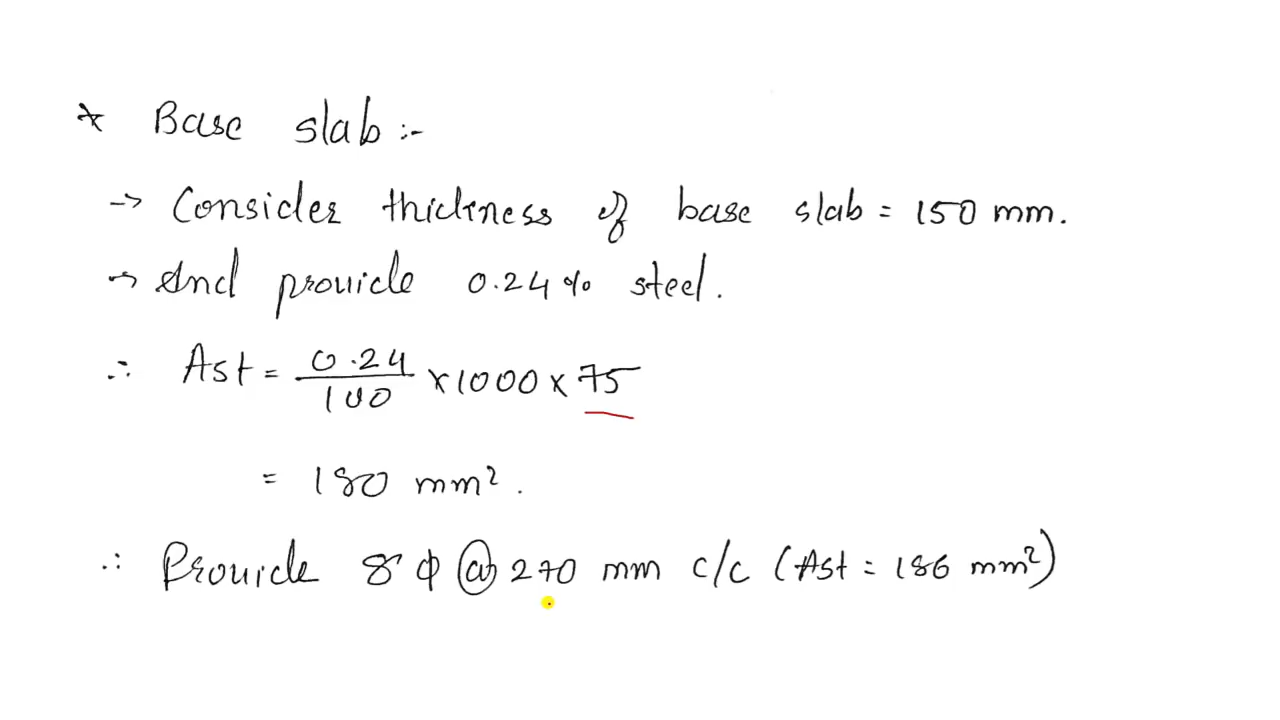 * Base slab :-
→ Consider thickness of base slab = 150 mm.
→ And provide 0.24% steel.
∴ Ast = 0.24/100 × 1000 × 75
= 180 mm².
∴ Provide 8 ϕ @ 270 mm c/c (Ast = 186 mm²)